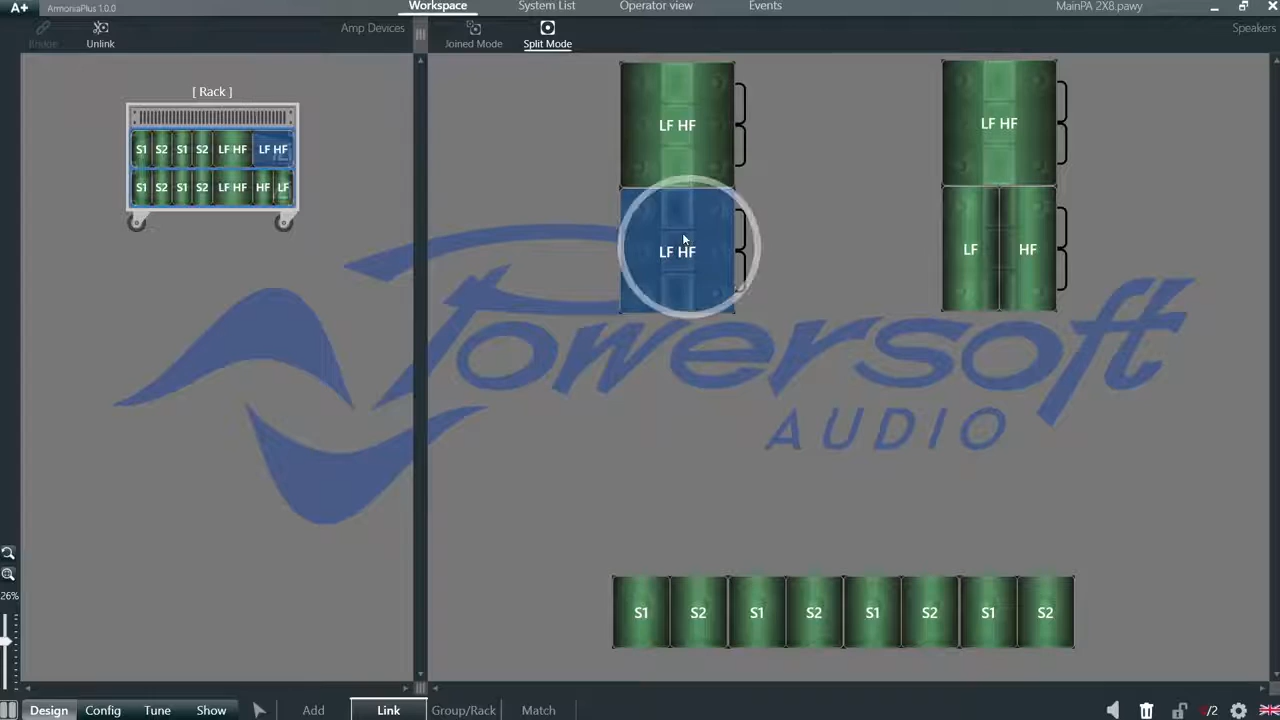 A+ ArmoníaPlus 1.0.0 Workspace System List Operator view Events MainPA 2X8.pawy
Bridge Unlink Amp Devices Joined Mode Split Mode Speakers
[ Rack ]
S1 S2 S1 S2 LF HF LF HF
S1 S2 S1 S2 LF HF HF LF
LF HF LF HF
LF HF LF HF
Powersoft
AUDIO
26%
S1 S2 S1 S2 S1 S2 S1 S2
Design Config Tune Show Add Link Group/Rack Match /2